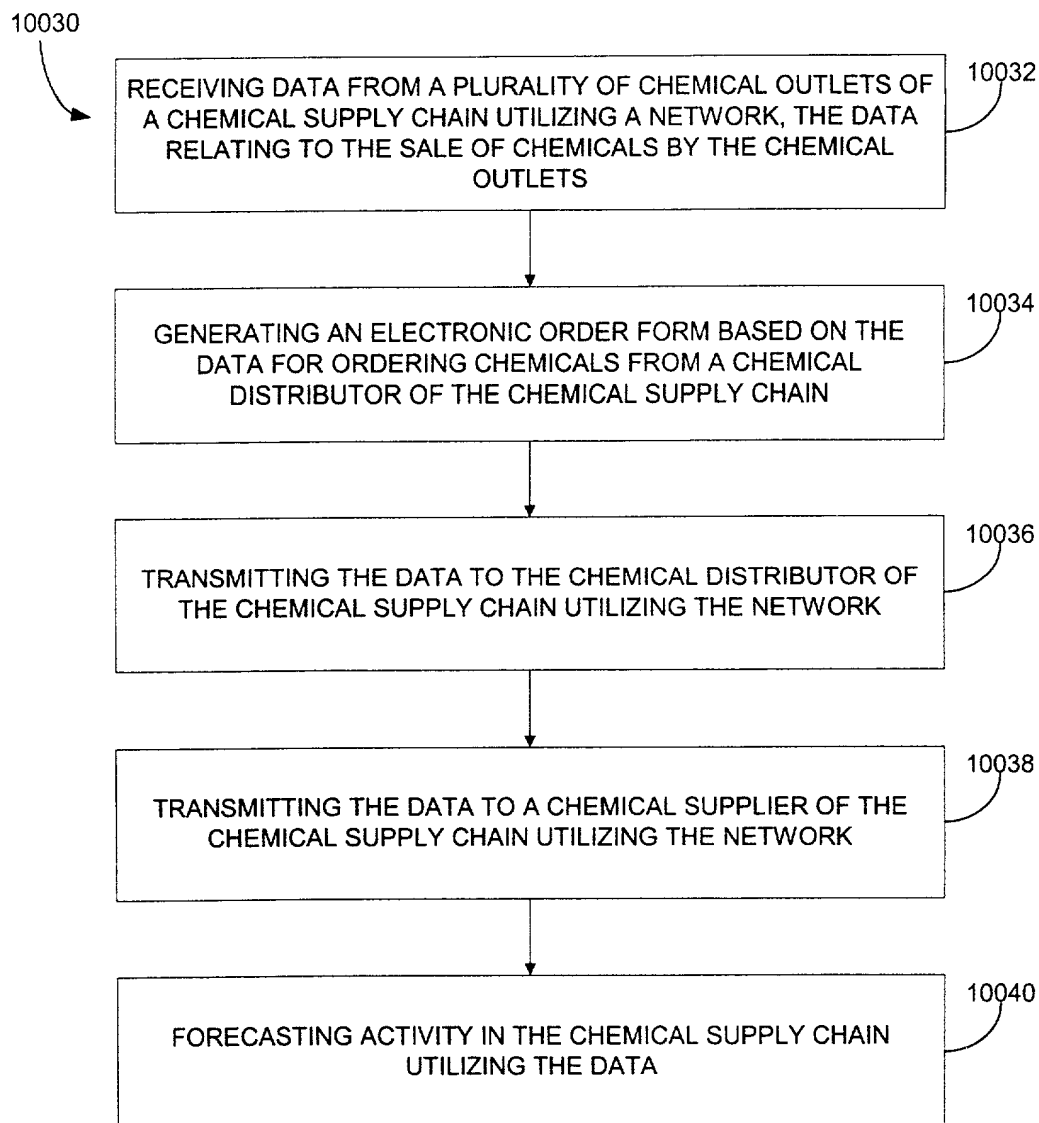 10030
10032
RECEIVING DATA FROM A PLURALITY OF CHEMICAL OUTLETS OF
A CHEMICAL SUPPLY CHAIN UTILIZING A NETWORK, THE DATA
RELATING TO THE SALE OF CHEMICALS BY THE CHEMICAL
OUTLETS
10034
GENERATING AN ELECTRONIC ORDER FORM BASED ON THE
DATA FOR ORDERING CHEMICALS FROM A CHEMICAL
DISTRIBUTOR OF THE CHEMICAL SUPPLY CHAIN
10036
TRANSMITTING THE DATA TO THE CHEMICAL DISTRIBUTOR OF
THE CHEMICAL SUPPLY CHAIN UTILIZING THE NETWORK
10038
TRANSMITTING THE DATA TO A CHEMICAL SUPPLIER OF THE
CHEMICAL SUPPLY CHAIN UTILIZING THE NETWORK
10040
FORECASTING ACTIVITY IN THE CHEMICAL SUPPLY CHAIN
UTILIZING THE DATA